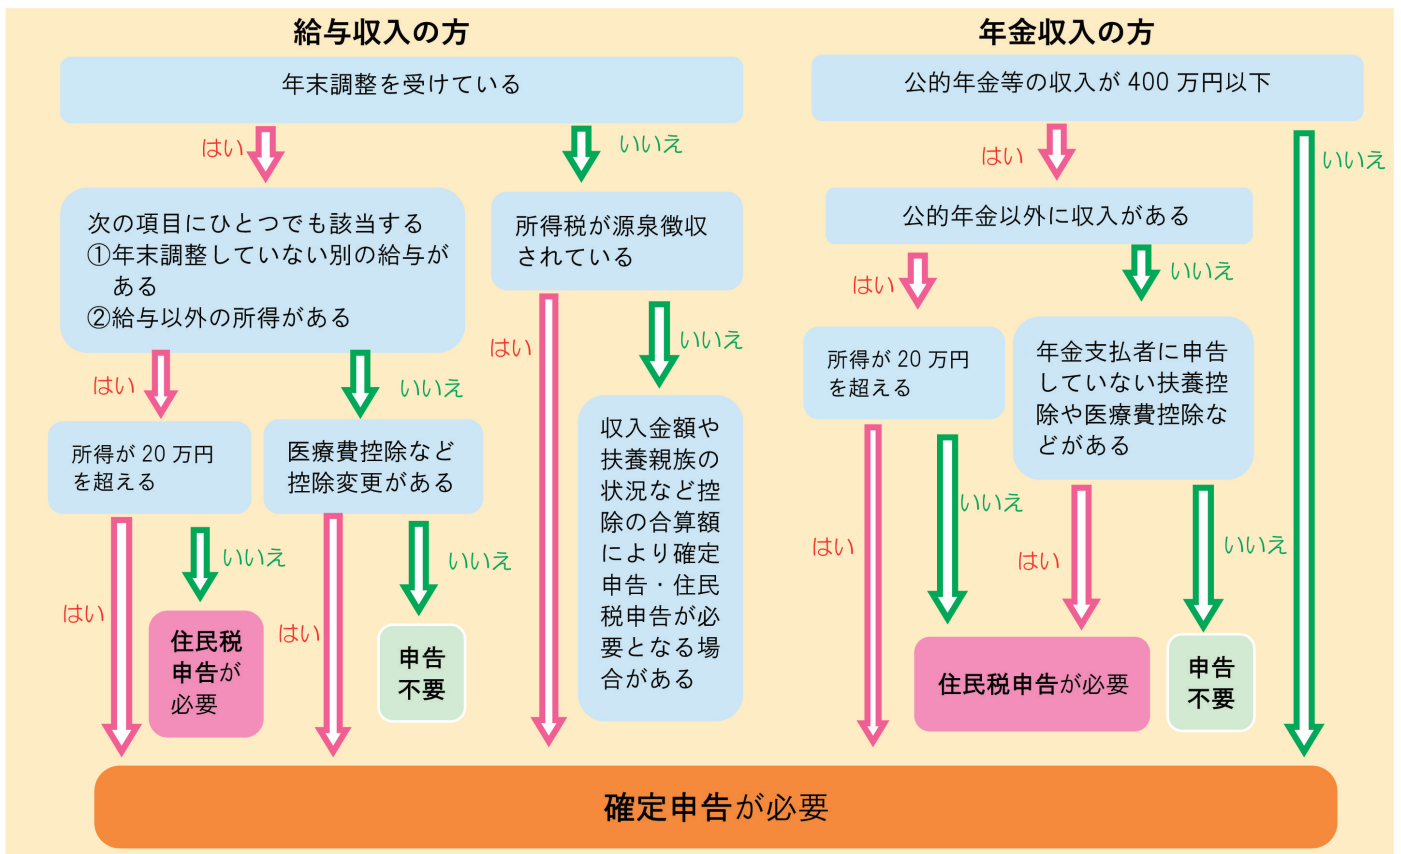 給与収入の方
年末調整を受けている
はい
いいえ
次の項目にひとつでも該当する
①年末調整していない別の給与が
ある
②給与以外の所得がある
所得税が源泉徴収
されている
はい
いいえ
はい
いいえ
所得が 20 万円
を超える
医療費控除など
控除変更がある
収入金額や
扶養親族の
状況など控
除の合算額
により確定
申告・住民
税申告が必
要となる場
合がある
はい
いいえ
はい
いいえ
住民税
申告が
必要
申告
不要
年金収入の方
公的年金等の収入が 400 万円以下
はい
いいえ
公的年金以外に収入がある
はい
いいえ
所得が 20 万円
を超える
年金支払者に申告
していない扶養控
除や医療費控除な
どがある
はい
いいえ
はい
いいえ
住民税申告が必要
申告
不要
確定申告が必要